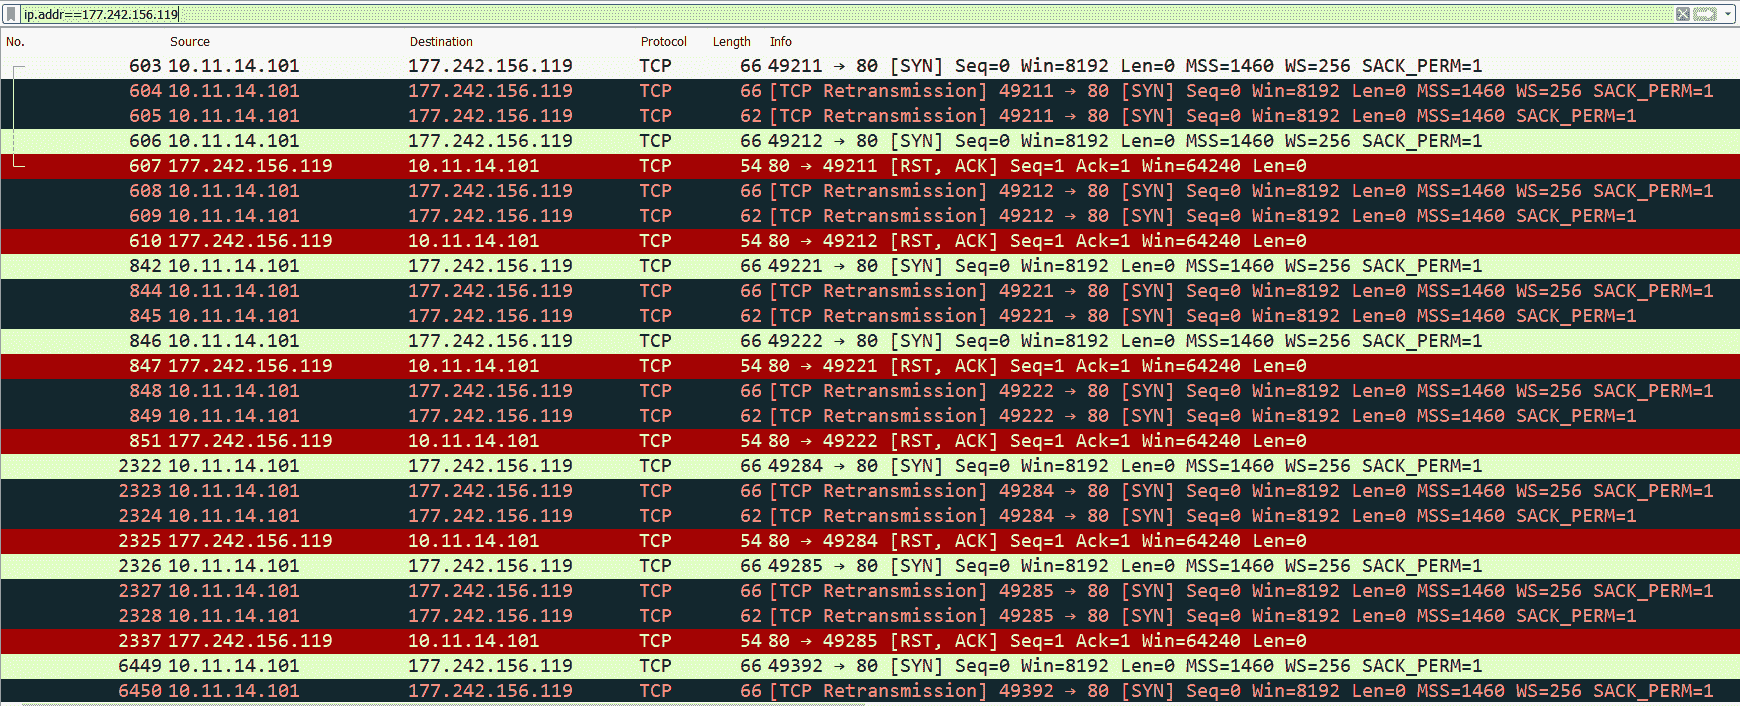 ip.addr==177.242.156.119
No. Source Destination Protocol Length Info
603 10.11.14.101 177.242.156.119 TCP 66 49211 → 80 [SYN] Seq=0 Win=8192 Len=0 MSS=1460 WS=256 SACK_PERM=1
604 10.11.14.101 177.242.156.119 TCP 66 [TCP Retransmission] 49211 → 80 [SYN] Seq=0 Win=8192 Len=0 MSS=1460 WS=256 SACK_PERM=1
605 10.11.14.101 177.242.156.119 TCP 62 [TCP Retransmission] 49211 → 80 [SYN] Seq=0 Win=8192 Len=0 MSS=1460 SACK_PERM=1
606 10.11.14.101 177.242.156.119 TCP 66 49212 → 80 [SYN] Seq=0 Win=8192 Len=0 MSS=1460 WS=256 SACK_PERM=1
607 177.242.156.119 10.11.14.101 TCP 54 80 → 49211 [RST, ACK] Seq=1 Ack=1 Win=64240 Len=0
608 10.11.14.101 177.242.156.119 TCP 66 [TCP Retransmission] 49212 → 80 [SYN] Seq=0 Win=8192 Len=0 MSS=1460 WS=256 SACK_PERM=1
609 10.11.14.101 177.242.156.119 TCP 62 [TCP Retransmission] 49212 → 80 [SYN] Seq=0 Win=8192 Len=0 MSS=1460 SACK_PERM=1
610 177.242.156.119 10.11.14.101 TCP 54 80 → 49212 [RST, ACK] Seq=1 Ack=1 Win=64240 Len=0
842 10.11.14.101 177.242.156.119 TCP 66 49221 → 80 [SYN] Seq=0 Win=8192 Len=0 MSS=1460 WS=256 SACK_PERM=1
844 10.11.14.101 177.242.156.119 TCP 66 [TCP Retransmission] 49221 → 80 [SYN] Seq=0 Win=8192 Len=0 MSS=1460 WS=256 SACK_PERM=1
845 10.11.14.101 177.242.156.119 TCP 62 [TCP Retransmission] 49221 → 80 [SYN] Seq=0 Win=8192 Len=0 MSS=1460 SACK_PERM=1
846 10.11.14.101 177.242.156.119 TCP 66 49222 → 80 [SYN] Seq=0 Win=8192 Len=0 MSS=1460 WS=256 SACK_PERM=1
847 177.242.156.119 10.11.14.101 TCP 54 80 → 49221 [RST, ACK] Seq=1 Ack=1 Win=64240 Len=0
848 10.11.14.101 177.242.156.119 TCP 66 [TCP Retransmission] 49222 → 80 [SYN] Seq=0 Win=8192 Len=0 MSS=1460 WS=256 SACK_PERM=1
849 10.11.14.101 177.242.156.119 TCP 62 [TCP Retransmission] 49222 → 80 [SYN] Seq=0 Win=8192 Len=0 MSS=1460 SACK_PERM=1
851 177.242.156.119 10.11.14.101 TCP 54 80 → 49222 [RST, ACK] Seq=1 Ack=1 Win=64240 Len=0
2322 10.11.14.101 177.242.156.119 TCP 66 49284 → 80 [SYN] Seq=0 Win=8192 Len=0 MSS=1460 WS=256 SACK_PERM=1
2323 10.11.14.101 177.242.156.119 TCP 66 [TCP Retransmission] 49284 → 80 [SYN] Seq=0 Win=8192 Len=0 MSS=1460 WS=256 SACK_PERM=1
2324 10.11.14.101 177.242.156.119 TCP 62 [TCP Retransmission] 49284 → 80 [SYN] Seq=0 Win=8192 Len=0 MSS=1460 SACK_PERM=1
2325 177.242.156.119 10.11.14.101 TCP 54 80 → 49284 [RST, ACK] Seq=1 Ack=1 Win=64240 Len=0
2326 10.11.14.101 177.242.156.119 TCP 66 49285 → 80 [SYN] Seq=0 Win=8192 Len=0 MSS=1460 WS=256 SACK_PERM=1
2327 10.11.14.101 177.242.156.119 TCP 66 [TCP Retransmission] 49285 → 80 [SYN] Seq=0 Win=8192 Len=0 MSS=1460 WS=256 SACK_PERM=1
2328 10.11.14.101 177.242.156.119 TCP 62 [TCP Retransmission] 49285 → 80 [SYN] Seq=0 Win=8192 Len=0 MSS=1460 SACK_PERM=1
2337 177.242.156.119 10.11.14.101 TCP 54 80 → 49285 [RST, ACK] Seq=1 Ack=1 Win=64240 Len=0
6449 10.11.14.101 177.242.156.119 TCP 66 49392 → 80 [SYN] Seq=0 Win=8192 Len=0 MSS=1460 WS=256 SACK_PERM=1
6450 10.11.14.101 177.242.156.119 TCP 66 [TCP Retransmission] 49392 → 80 [SYN] Seq=0 Win=8192 Len=0 MSS=1460 WS=256 SACK_PERM=1